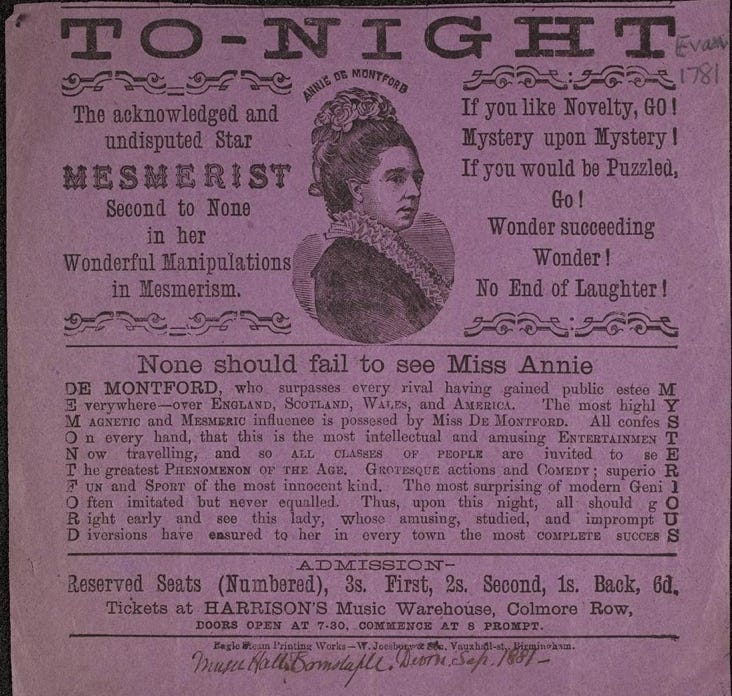 TO-NIGHT
Evan
1781
ANNIE DE MONTFORD
The acknowledged and
undisputed Star
MESMERIST
Second to None
in her
Wonderful Manipulations
in Mesmerism.
If you like Novelty, GO!
Mystery upon Mystery!
If you would be Puzzled,
Go!
Wonder succeeding
Wonder!
No End of Laughter!
None should fail to see Miss Annie
DE MONTFORD, who surpasses every rival having gained public estee M
E verywhere—over ENGLAND, SCOTLAND, WALES, and AMERICA. The most highl Y
M AGNETIC and MESMERIC influence is possesed by Miss DE MONTFORD. All confes S
O n every hand, that this is the most intellectual and amusing ENTERTAINMEN T
N ow travelling, and so ALL CLASSES OF PEOPLE are invited to se E
T he greatest PHENOMENON OF THE AGE. GROTESQUE actions and COMEDY; superio R
F UN and SPORT of the most innocent kind. The most surprising of modern Geni I
O ften imitated but never equalled. Thus, upon this night, all should g O
R ight early and see this lady, whose amusing, studied, and imprompt U
D iversions have ensured to her in every town the most COMPLETE SUCCES S
ADMISSION—
Reserved Seats (Numbered), 3s. First, 2s. Second, 1s. Back, 6d.
Tickets at HARRISON'S Music Warehouse, Colmore Row,
DOORS OPEN AT 7-30, COMMENCE AT 8 PROMPT.
Eagle Steam Printing Works—W. Joesbury & Son, Vauxhall-st., Birmingham.
Music Hall. Barnstaple. Devon, Sep. 1881—